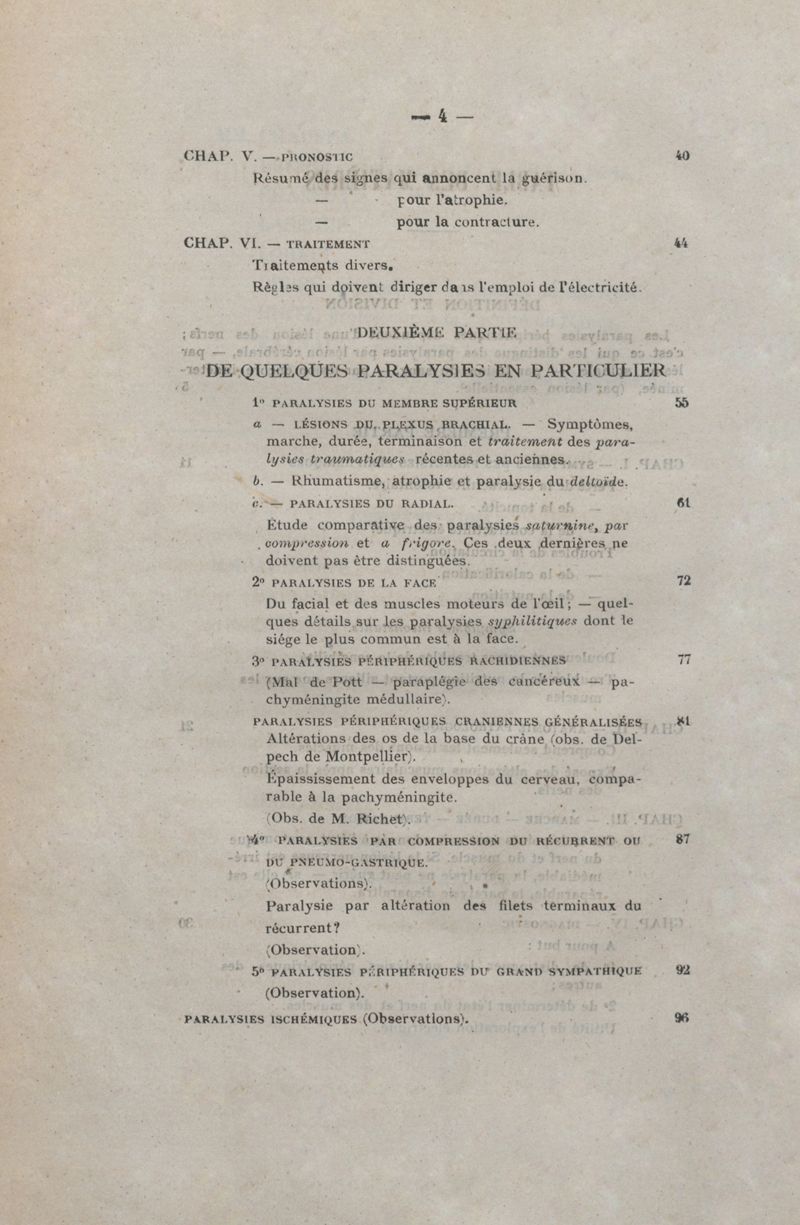 — 4 —
CHAP. V. — PRONOSTIC 40
Résumé des signes qui annoncent la guérison.
— pour l'atrophie.
— pour la contracture.
CHAP. VI. — TRAITEMENT 44
Traitements divers.
Règles qui doivent diriger dans l'emploi de l'électricité.
DEUXIÈME PARTIE
DE QUELQUES PARALYSIES EN PARTICULIER
1º PARALYSIES DU MEMBRE SUPÉRIEUR 55
a — LÉSIONS DU PLEXUS BRACHIAL. — Symptômes,
marche, durée, terminaison et traitement des para-
lysies traumatiques récentes et anciennes.
b. — Rhumatisme, atrophie et paralysie du deltoïde.
c. — PARALYSIES DU RADIAL. 61
Étude comparative des paralysies saturnine, par
compression et a frigore. Ces deux dernières ne
doivent pas être distinguées.
2º PARALYSIES DE LA FACE 72
Du facial et des muscles moteurs de l'œil; — quel-
ques détails sur les paralysies syphilitiques dont le
siége le plus commun est à la face.
3º PARALYSIES PÉRIPHÉRIQUES RACHIDIENNES 77
(Mal de Pott — paraplégie des cancéreux — pa-
chyméningite médullaire).
PARALYSIES PÉRIPHÉRIQUES CRANIENNES GÉNÉRALISÉES. 81
Altérations des os de la base du crâne (obs. de Del-
pech de Montpellier).
Épaississement des enveloppes du cerveau, compa-
rable à la pachyméningite.
(Obs. de M. Richet).
4º PARALYSIES PAR COMPRESSION DU RÉCURRENT OU 87
DU PNEUMO-GASTRIQUE.
(Observations).
Paralysie par altération des filets terminaux du
récurrent?
(Observation).
5º PARALYSIES PÉRIPHÉRIQUES DU GRAND SYMPATHIQUE 92
(Observation).
PARALYSIES ISCHÉMIQUES (Observations). 96